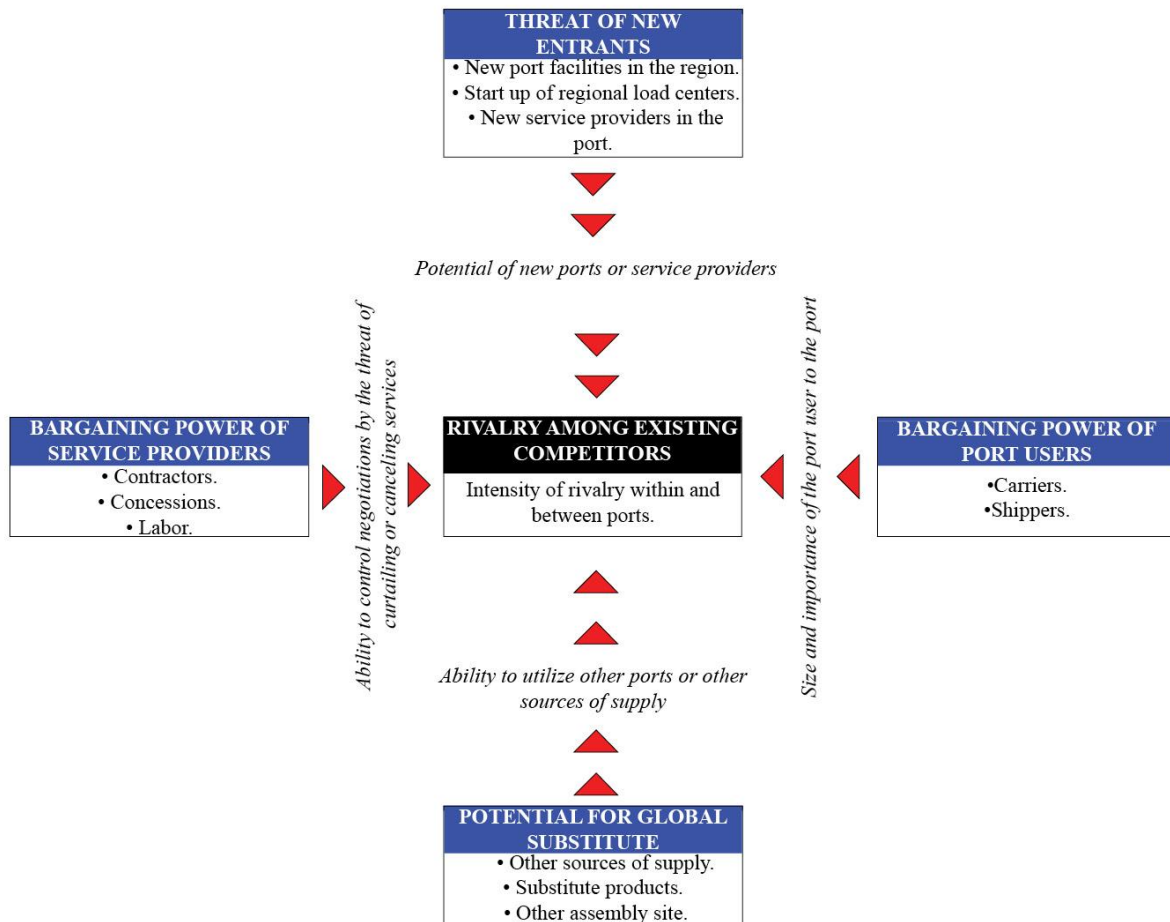 THREAT OF NEW
ENTRANTS
• New port facilities in the region.
• Start up of regional load centers.
• New service providers in the
port.
Potential of new ports or service providers
Ability to control negotiations by the threat of
curtailing or canceling services
Size and importance of the port user to the port
BARGAINING POWER OF
SERVICE PROVIDERS
• Contractors.
• Concessions.
• Labor.
RIVALRY AMONG EXISTING
COMPETITORS
Intensity of rivalry within and
between ports.
BARGAINING POWER OF
PORT USERS
•Carriers.
•Shippers.
Ability to utilize other ports or other
sources of supply
POTENTIAL FOR GLOBAL
SUBSTITUTE
• Other sources of supply.
• Substitute products.
• Other assembly site.